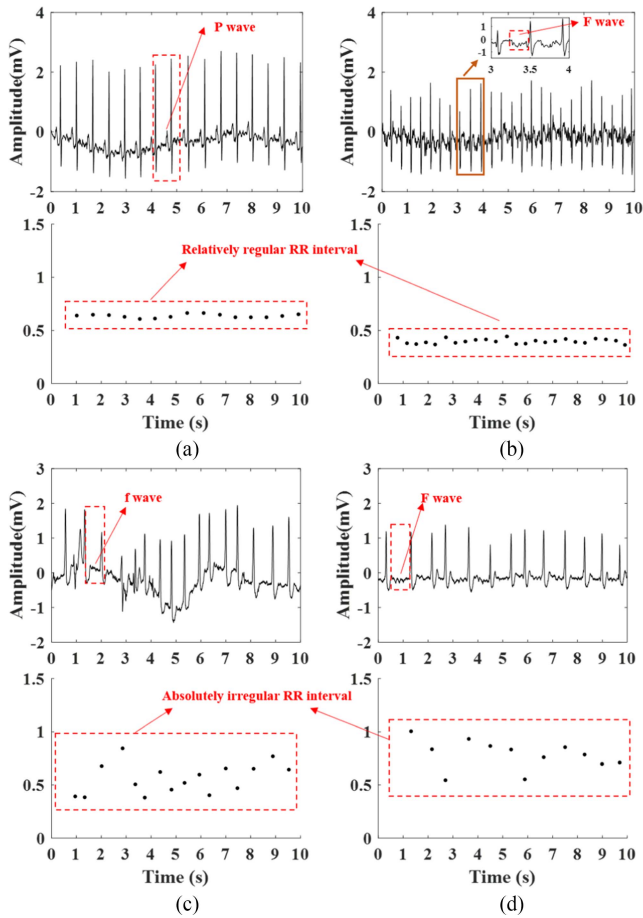 P wave
F wave
1
0
-1
3 3.5 4
Amplitude(mV)
4
2
0
-2
0 1 2 3 4 5 6 7 8 9 10
Amplitude(mV)
4
2
0
-2
0 1 2 3 4 5 6 7 8 9 10
Relatively regular RR interval
1.5
1
0.5
0
0 1 2 3 4 5 6 7 8 9 10
Time (s)
(a)
1.5
1
0.5
0
0 1 2 3 4 5 6 7 8 9 10
Time (s)
(b)
f wave
Amplitude(mV)
3
2
1
0
-1
-2
0 1 2 3 4 5 6 7 8 9 10
F wave
Amplitude(mV)
3
2
1
0
-1
-2
0 1 2 3 4 5 6 7 8 9 10
Absolutely irregular RR interval
1.5
1
0.5
0
0 1 2 3 4 5 6 7 8 9 10
Time (s)
(c)
1.5
1
0.5
0
0 1 2 3 4 5 6 7 8 9 10
Time (s)
(d)